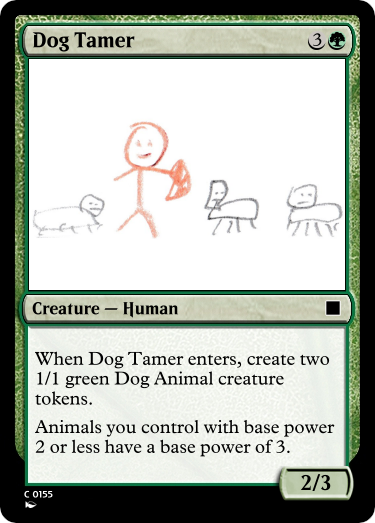 Dog Tamer 3
Creature — Human
When Dog Tamer enters, create two
1/1 green Dog Animal creature
tokens.
Animals you control with base power
2 or less have a base power of 3.
2/3
C 0155